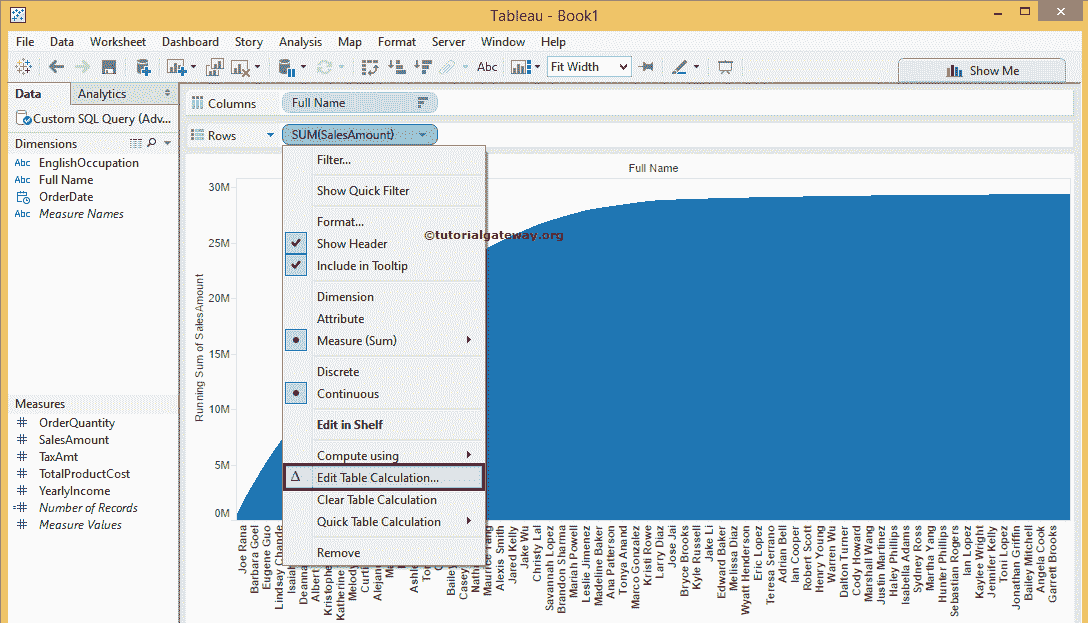 Tableau - Book1
File Data Worksheet Dashboard Story Analysis Map Format Server Window Help
Abc Fit Width Show Me
Data Analytics
Custom SQL Query (Adv...
Dimensions
Abc EnglishOccupation
Abc Full Name
OrderDate
Abc Measure Names
Measures
# OrderQuantity
# SalesAmount
# TaxAmt
# TotalProductCost
# YearlyIncome
# Number of Records
# Measure Values
Columns Full Name
Rows SUM(SalesAmount)
Filter...
Show Quick Filter
Format...
Show Header
Include in Tooltip
Dimension
Attribute
Measure (Sum)
Discrete
Continuous
Edit in Shelf
Compute using
Δ Edit Table Calculation...
Clear Table Calculation
Quick Table Calculation
Remove
Full Name
©tutorialgateway.org
Running Sum of SalesAmount
30M
25M
20M
15M
10M
5M
0M
Joe Rana
Barbara Goel
Eugene Guo
Lindsay Chande
Isaia
Deanna
Albert
Kristophe
Katherine
Melody
Curti
Alejan
Ma
Ashle
To
Bailey
Casey
Nath
Maurice Tang
Alexis Smith
Jared Kelly
Jake Wu
Christy Lal
Savannah Lopez
Brandon Sharma
Mariah Powell
Leslie Jimenez
Madeline Baker
Ana Patterson
Tonya Anand
Marco Gonzalez
Kristi Rowe
Larry Diaz
Jose Jai
Bryce Brooks
Kyle Russell
Jake Li
Edward Baker
Melissa Diaz
Wyatt Henderson
Eric Lopez
Teresa Serrano
Adrian Bell
Ian Cooper
Robert Scott
Henry Young
Warren Wu
Dalton Turner
Cody Howard
Marshall Wang
Justin Martinez
Haley Phillips
Isabella Adams
Sydney Ross
Martha Yang
Hunter Phillips
Sebastian Rogers
Ian Lopez
Kaylee Wright
Jennifer Kelly
Toni Lopez
Jonathan Griffin
Bailey Mitchell
Angela Cook
Garrett Brooks